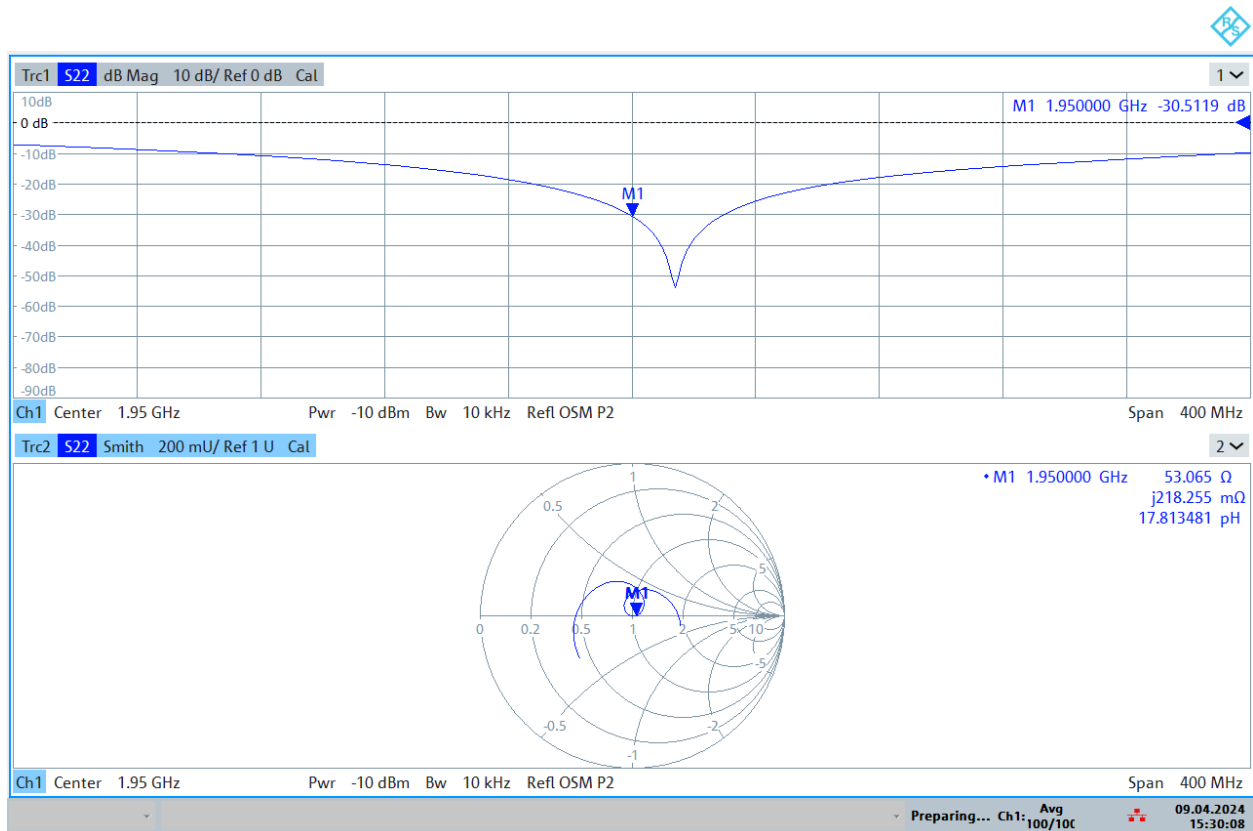 R&S
Trc1 S22 dB Mag 10 dB/ Ref 0 dB Cal 1
10dB
M1 1.950000 GHz -30.5119 dB
0 dB
-10dB
-20dB
M1
-30dB
-40dB
-50dB
-60dB
-70dB
-80dB
-90dB
Ch1 Center 1.95 GHz Pwr -10 dBm Bw 10 kHz Refl OSM P2 Span 400 MHz
Trc2 S22 Smith 200 mU/ Ref 1 U Cal 2
M1 1.950000 GHz 53.065 Ω
j218.255 mΩ
17.813481 pH
1
0.5 2
5
M1
0 0.2 0.5 1 2 5 10
-5
-0.5 -2
-1
Ch1 Center 1.95 GHz Pwr -10 dBm Bw 10 kHz Refl OSM P2 Span 400 MHz
Preparing... Ch1: Avg 09.04.2024
100/100 15:30:08